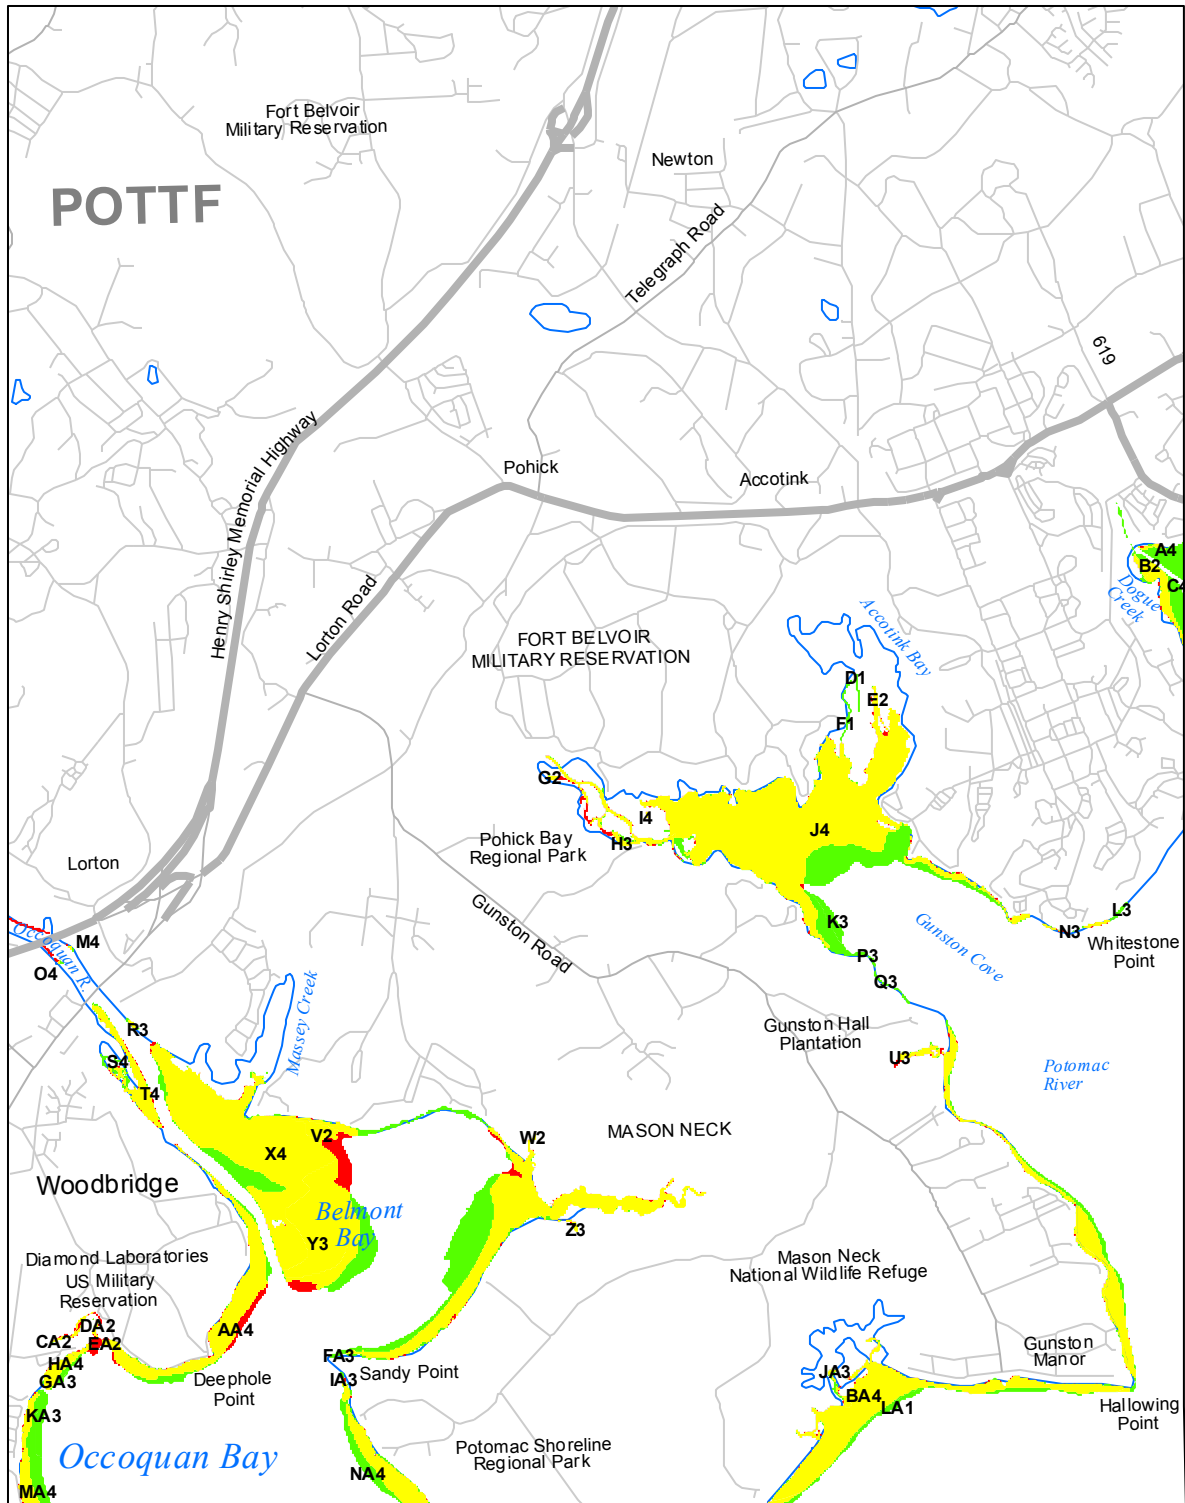 Fort Belvoir
Military Reservation
Newton
POTTF
Telegraph Road
619
Henry Shirley Memorial Highway
Pohick
Accotink
A4
B2
C4
Dogue
Creek
Lorton Road
Accotink Bay
FORT BELVOIR
MILITARY RESERVATION
D1
E2
F1
G2
I4
J4
H3
Pohick Bay
Regional Park
Lorton
Gunston Road
K3
L3
N3
Whitestone
Point
Gunston Cove
Occoquan R.
M4
O4
P3
Q3
Massey Creek
R3
Gunston Hall
Plantation
U3
S4
T4
Potomac
River
V2
W2
MASON NECK
X4
Woodbridge
Belmont
Bay
Y3
Z3
Diamond Laboratories
US Military
Reservation
Mason Neck
National Wildlife Refuge
DA2
CA2
EA2
AA4
HA4
GA3
FA3
IA3
Sandy Point
Deephole
Point
Gunston
Manor
JA3
BA4
LA1
Hallowing
Point
KA3
Occoquan Bay
Potomac Shoreline
Regional Park
NA4
MA4